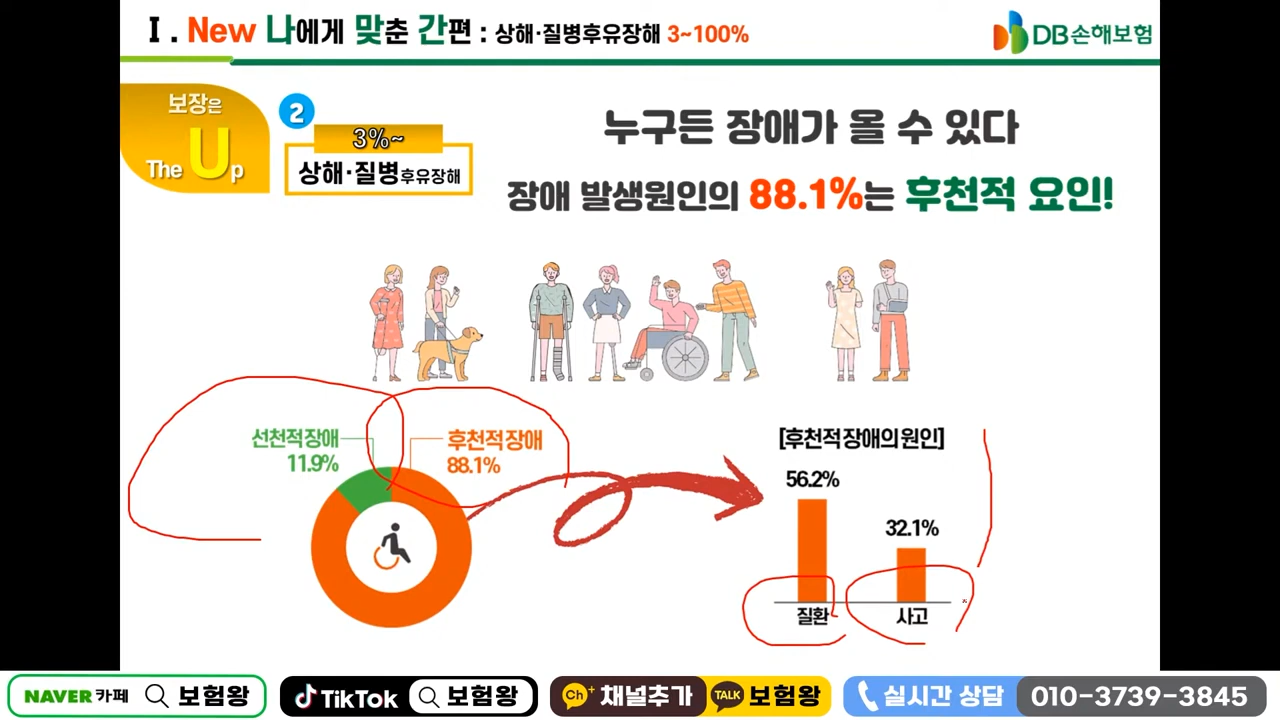 Ⅰ. New 나에게 맞춘 간편 : 상해·질병후유장해 3~100%
DB손해보험
보장은
The Up
2
3%~
상해·질병후유장해
누구든 장애가 올 수 있다
장애 발생원인의 88.1%는 후천적 요인!
선천적장애
11.9%
후천적장애
88.1%
[후천적장애의원인]
56.2%
32.1%
질환
사고
NAVER 카페 보험왕
TikTok 보험왕
Ch+ 채널추가 TALK 보험왕
실시간 상담 010-3739-3845